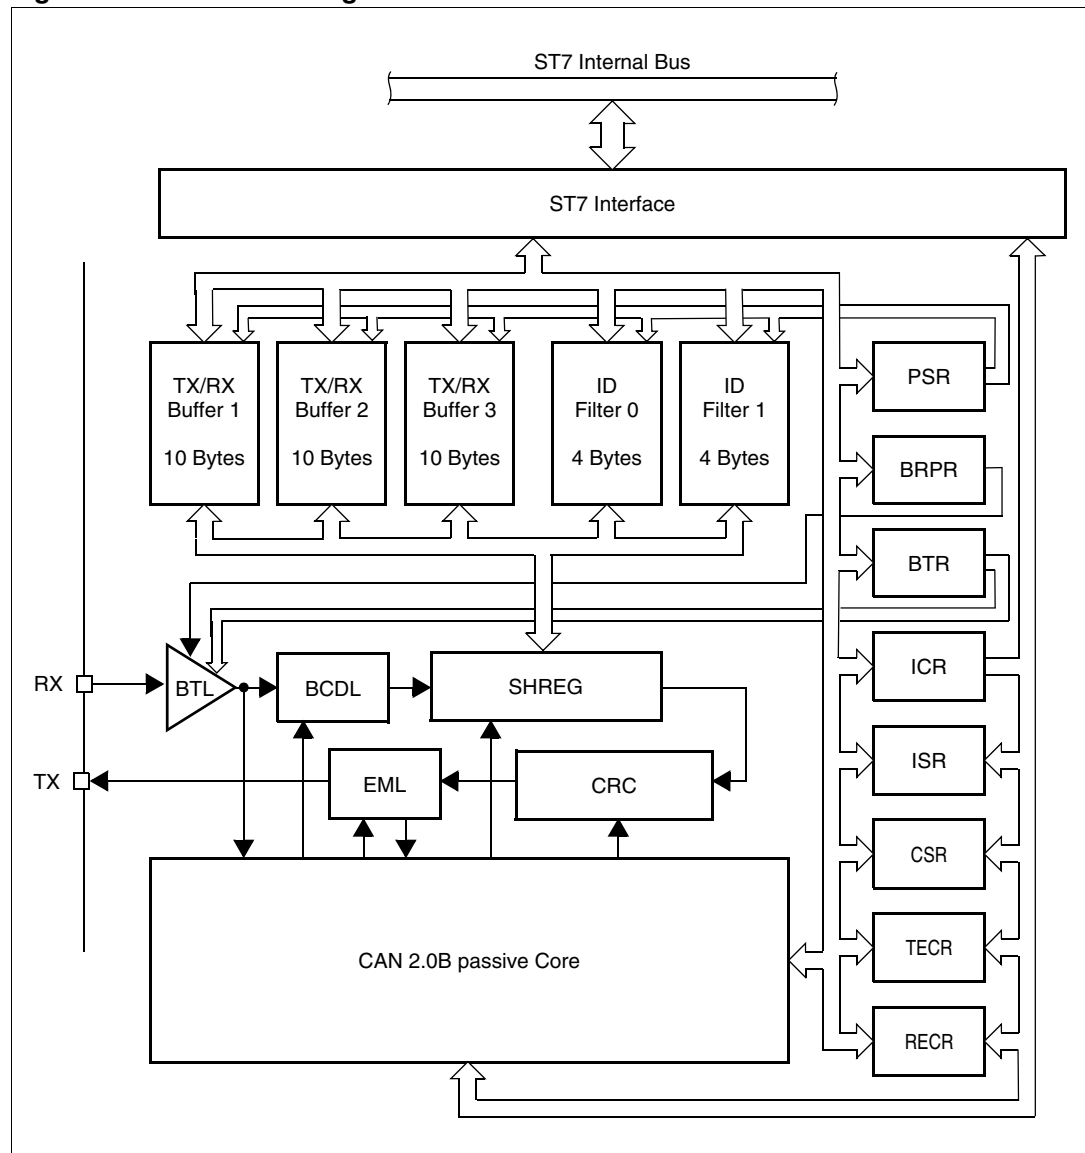 ST7 Internal Bus
ST7 Interface
TX/RX
Buffer 1
10 Bytes
TX/RX
Buffer 2
10 Bytes
TX/RX
Buffer 3
10 Bytes
ID
Filter 0
4 Bytes
ID
Filter 1
4 Bytes
PSR
BRPR
BTR
ICR
ISR
CSR
TECR
RECR
RX
BTL
BCDL
SHREG
TX
EML
CRC
CAN 2.0B passive Core